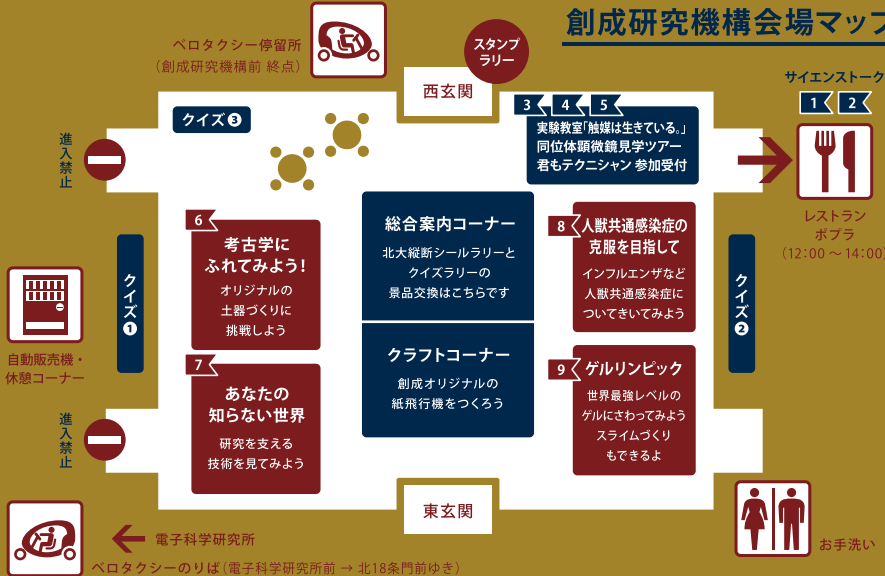 創成研究機構会場マップ
ベロタクシー停留所
(創成研究機構前 終点)
スタンプ
ラリー
西玄関
サイエンストーク
1 2
クイズ❸
3 4 5
実験教室「触媒は生きている。」
同位体顕微鏡見学ツアー
君もテクニシャン 参加受付
進入禁止
レストラン
ポプラ
(12:00 ~ 14:00)
6
考古学に
ふれてみよう!
オリジナルの
土器づくりに
挑戦しよう
総合案内コーナー
北大縦断シールラリーと
クイズラリーの
景品交換はこちらです
8
人獣共通感染症の
克服を目指して
インフルエンザなど
人獣共通感染症に
ついてきいてみよう
クイズ❶
クイズ❷
自動販売機・
休憩コーナー
7
あなたの
知らない世界
研究を支える
技術を見てみよう
クラフトコーナー
創成オリジナルの
紙飛行機をつくろう
9
ゲルリンピック
世界最強レベルの
ゲルにさわってみよう
スライムづくり
もできるよ
進入禁止
東玄関
お手洗い
← 電子科学研究所
ベロタクシーのりば(電子科学研究所前 → 北18条門前ゆき)